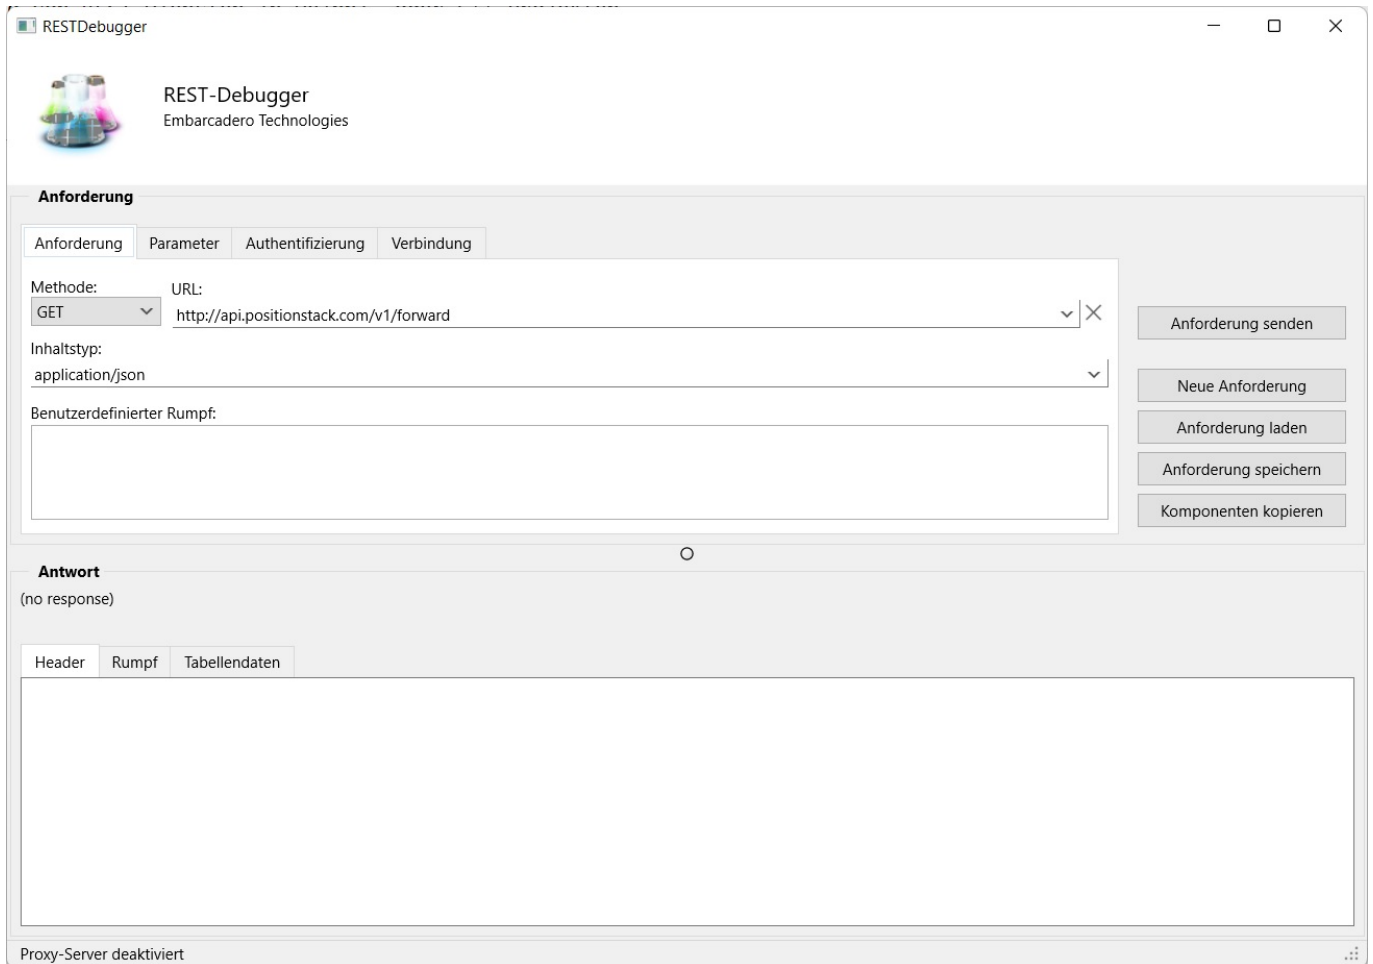 RESTDebugger
REST-Debugger
Embarcadero Technologies
Anforderung
Anforderung Parameter Authentifizierung Verbindung
Methode: URL:
GET http://api.positionstack.com/v1/forward
Anforderung senden
Inhaltstyp:
application/json
Neue Anforderung
Benutzerdefinierter Rumpf:
Anforderung laden
Anforderung speichern
Komponenten kopieren
Antwort
(no response)
Header Rumpf Tabellendaten
Proxy-Server deaktiviert